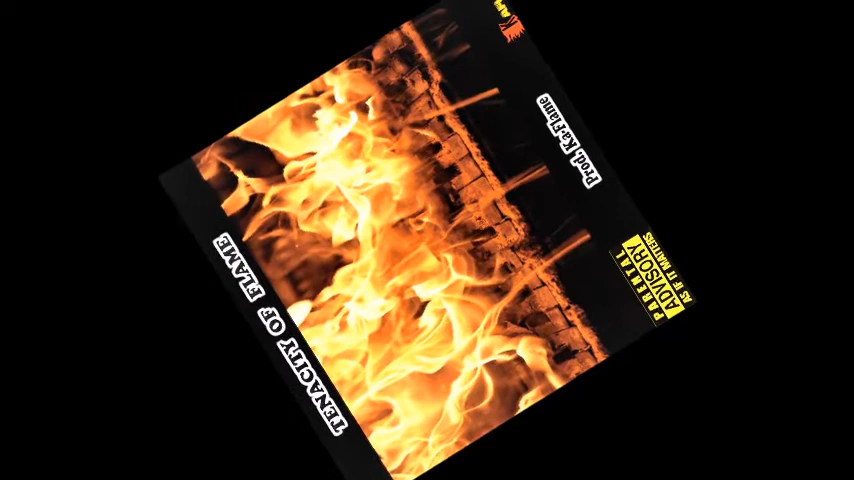 TENACITY OF FLAME
Prod. Ka-Flame
PARENTAL
ADVISORY
AS IF IT MATTERS